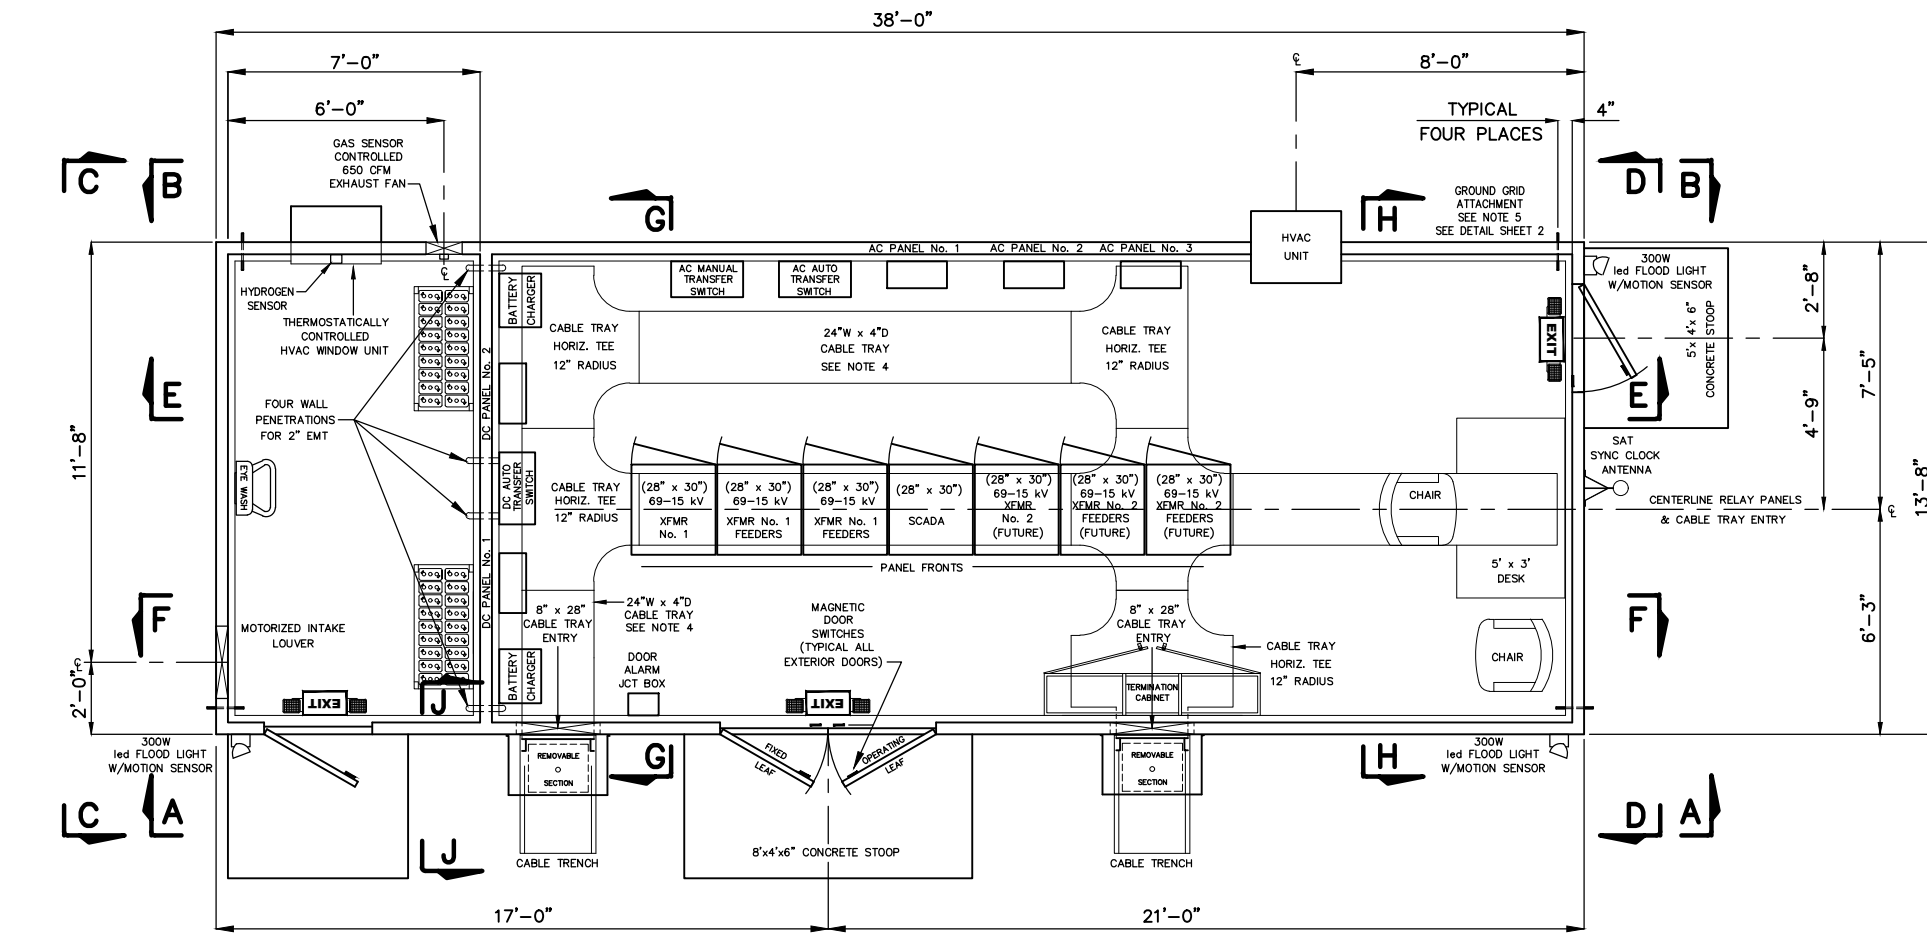 38'-0"
7'-0"
℄
8'-0"
6'-0"
TYPICAL
FOUR PLACES
4"
GAS SENSOR
CONTROLLED
650 CFM
EXHAUST FAN
C
B
G
H
D
B
GROUND GRID
ATTACHMENT
SEE NOTE 5
SEE DETAIL SHEET 2
HVAC
UNIT
AC PANEL No. 1
AC PANEL No. 2
AC PANEL No. 3
℄
HYDROGEN
SENSOR
THERMOSTATICALLY
CONTROLLED
HVAC WINDOW UNIT
BATTERY
CHARGER
AC MANUAL
TRANSFER
SWITCH
AC AUTO
TRANSFER
SWITCH
300W
led FLOOD LIGHT
W/MOTION SENSOR
2'-8"
CABLE TRAY
HORIZ. TEE
12" RADIUS
24"W x 4"D
CABLE TRAY
SEE NOTE 4
CABLE TRAY
HORIZ. TEE
12" RADIUS
EXIT
5'x 4'x 6"
CONCRETE STOOP
7'-5"
E
DC PANEL No. 2
E
4'-9"
FOUR WALL
PENETRATIONS
FOR 2" EMT
11'-8"
SAT
SYNC CLOCK
ANTENNA
EYE WASH
DC AUTO
TRANSFER
SWITCH
CABLE TRAY
HORIZ. TEE
12" RADIUS
(28" x 30")
69-15 kV
XFMR
No. 1
(28" x 30")
69-15 kV
XFMR No. 1
FEEDERS
(28" x 30")
69-15 kV
XFMR No. 1
FEEDERS
(28" x 30")
SCADA
(28" x 30")
69-15 kV
XFMR
No. 2
(FUTURE)
(28" x 30")
69-15 kV
XFMR No. 2
FEEDERS
(FUTURE)
(28" x 30")
69-15 kV
XFMR No. 2
FEEDERS
(FUTURE)
CHAIR
CENTERLINE RELAY PANELS
& CABLE TRAY ENTRY
℄
13'-8"
PANEL FRONTS
5' x 3'
DESK
DC PANEL No. 1
F
F
6'-3"
MOTORIZED INTAKE
LOUVER
8" x 28"
CABLE TRAY
ENTRY
24"W x 4"D
CABLE TRAY
SEE NOTE 4
MAGNETIC
DOOR
SWITCHES
(TYPICAL ALL
EXTERIOR DOORS)
8" x 28"
CABLE TRAY
ENTRY
CABLE TRAY
HORIZ. TEE
12" RADIUS
CHAIR
℄
2'-0"
BATTERY
CHARGER
DOOR
ALARM
JCT BOX
TERMINATION
CABINET
EXIT
J
EXIT
300W
led FLOOD LIGHT
W/MOTION SENSOR
REMOVABLE
SECTION
G
FIXED
LEAF
OPERATING
LEAF
REMOVABLE
SECTION
H
300W
led FLOOD LIGHT
W/MOTION SENSOR
C
A
D
A
J
CABLE TRENCH
8'x4'x6" CONCRETE STOOP
CABLE TRENCH
17'-0"
21'-0"